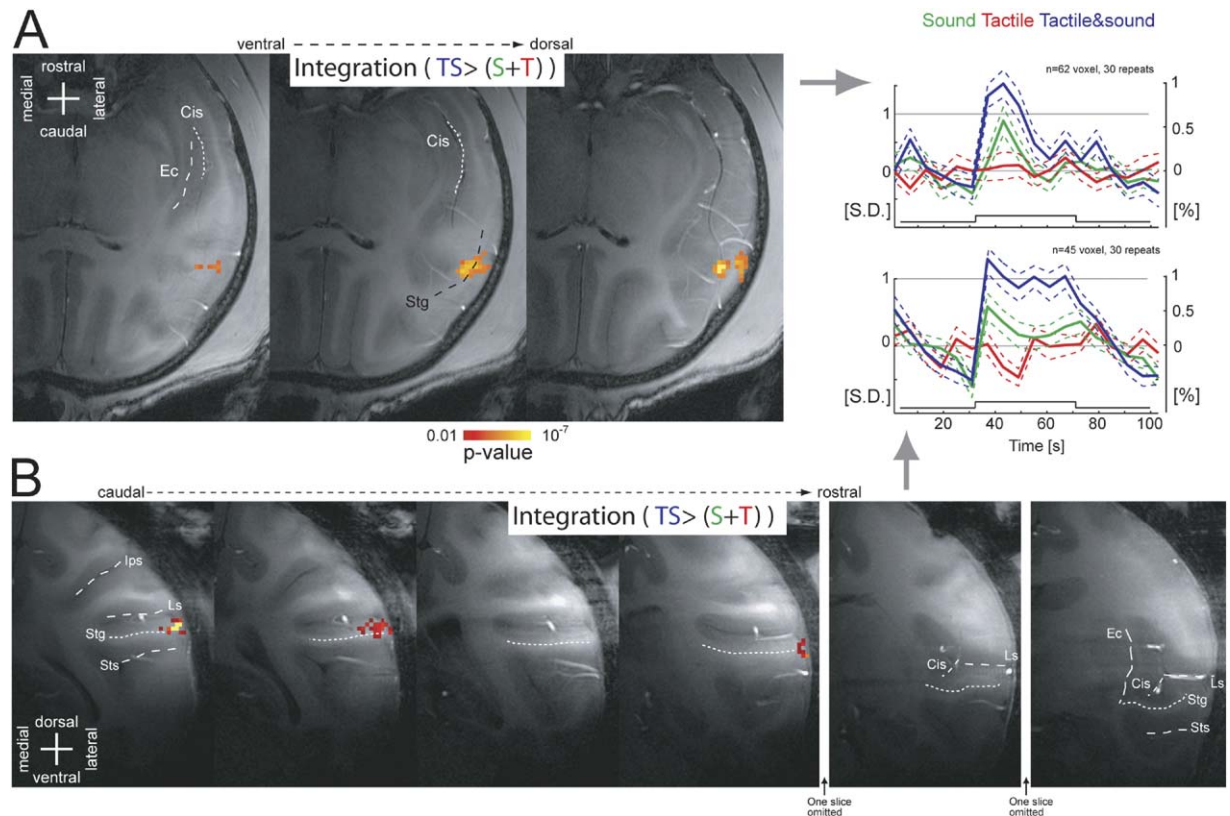 A
ventral
dorsal
Integration ( TS> (S+T) )
rostral
medial
lateral
caudal
Cis
Ec
Cis
Stg
0.01
10-7
p-value
Sound Tactile Tactile&sound
n=62 voxel, 30 repeats
1
0
[S.D.]
1
0.5
0
[%]
n=45 voxel, 30 repeats
1
0
[S.D.]
1
0.5
0
[%]
20 40 60 80 100
Time [s]
B
caudal
rostral
Integration ( TS> (S+T) )
Ips
Ls
Stg
Sts
dorsal
medial
lateral
ventral
Cis
Ls
Ec
Cis
Ls
Stg
Sts
One slice
omitted
One slice
omitted